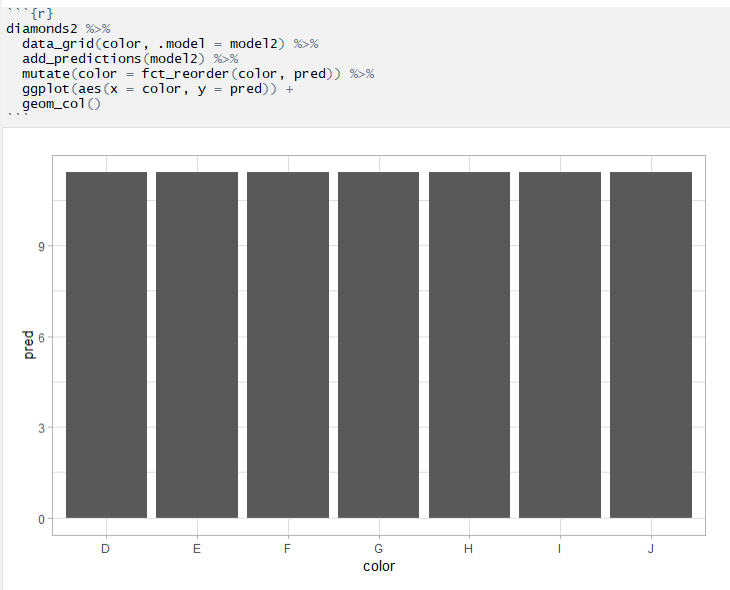 ```{r}
diamonds2 %>%
  data_grid(color, .model = model2) %>%
  add_predictions(model2) %>%
  mutate(color = fct_reorder(color, pred)) %>%
  ggplot(aes(x = color, y = pred)) +
  geom_col()
```
9
6
3
0
pred
D E F G H I J
color